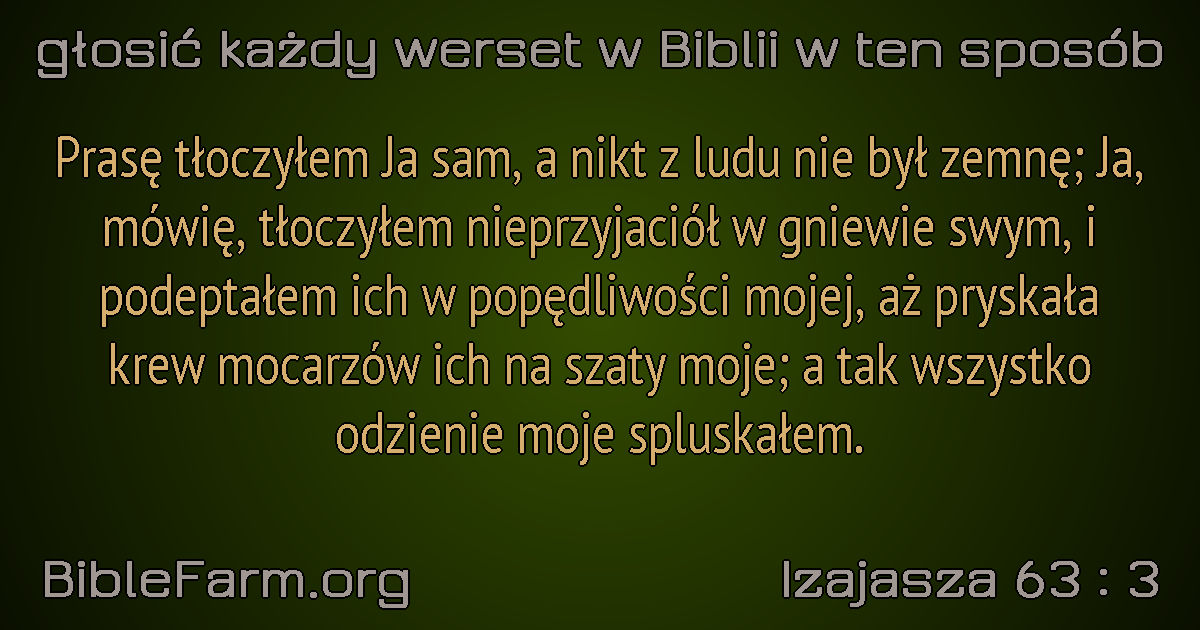 głosić każdy werset w Biblii w ten sposób
Prasę tłoczyłem Ja sam, a nikt z ludu nie był zemnę; Ja,
mówię, tłoczyłem nieprzyjaciół w gniewie swym, i
podeptałem ich w popędliwości mojej, aż pryskała
krew mocarzów ich na szaty moje; a tak wszystko
odzienie moje spluskałem.
BibleFarm.org
Izajasza 63 : 3